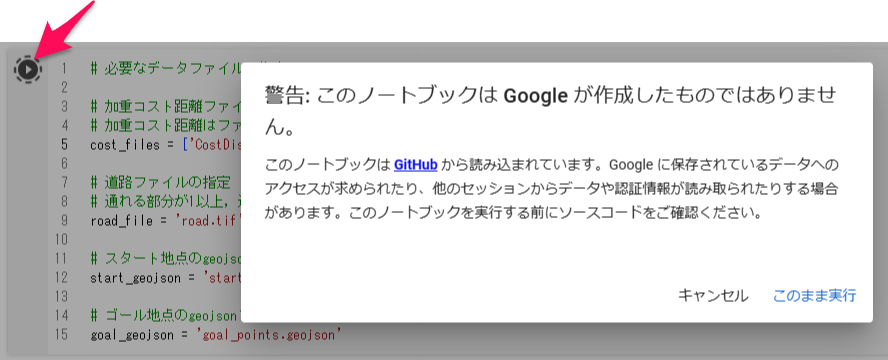 1 # 必要なデータファイル
2
3 # 加重コスト距離ファイ
4 # 加重コスト距離はファ
5 cost_files = ['CostDis
6
7 # 道路ファイルの指定
8 # 通れる部分が1以上,
9 road_file = 'road.tif'
10
11 # スタート地点のgeojso
12 start_geojson = 'start
13
14 # ゴール地点のgeojson
15 goal_geojson = 'goal_points.geojson'
警告: このノートブックは Google が作成したものではありませ
ん。
このノートブックは GitHub から読み込まれています。Google に保存されているデータへの
アクセスが求められたり、他のセッションからデータや認証情報が読み取られたりする場合
があります。このノートブックを実行する前にソースコードをご確認ください。
キャンセル このまま実行